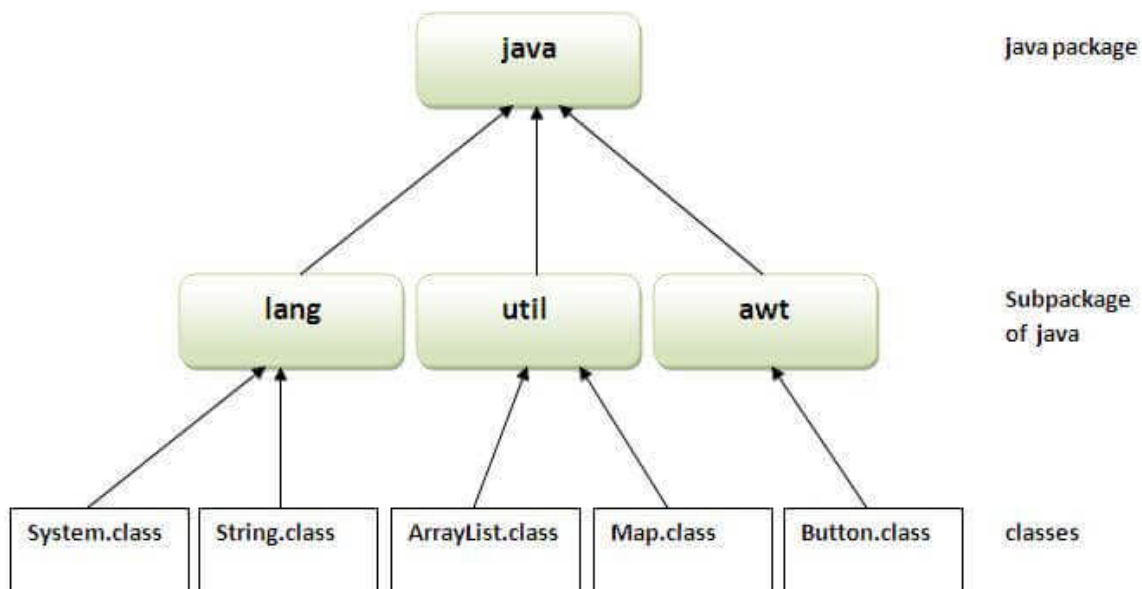 java
java package
lang
util
awt
Subpackage
of java
System.class
String.class
ArrayList.class
Map.class
Button.class
classes